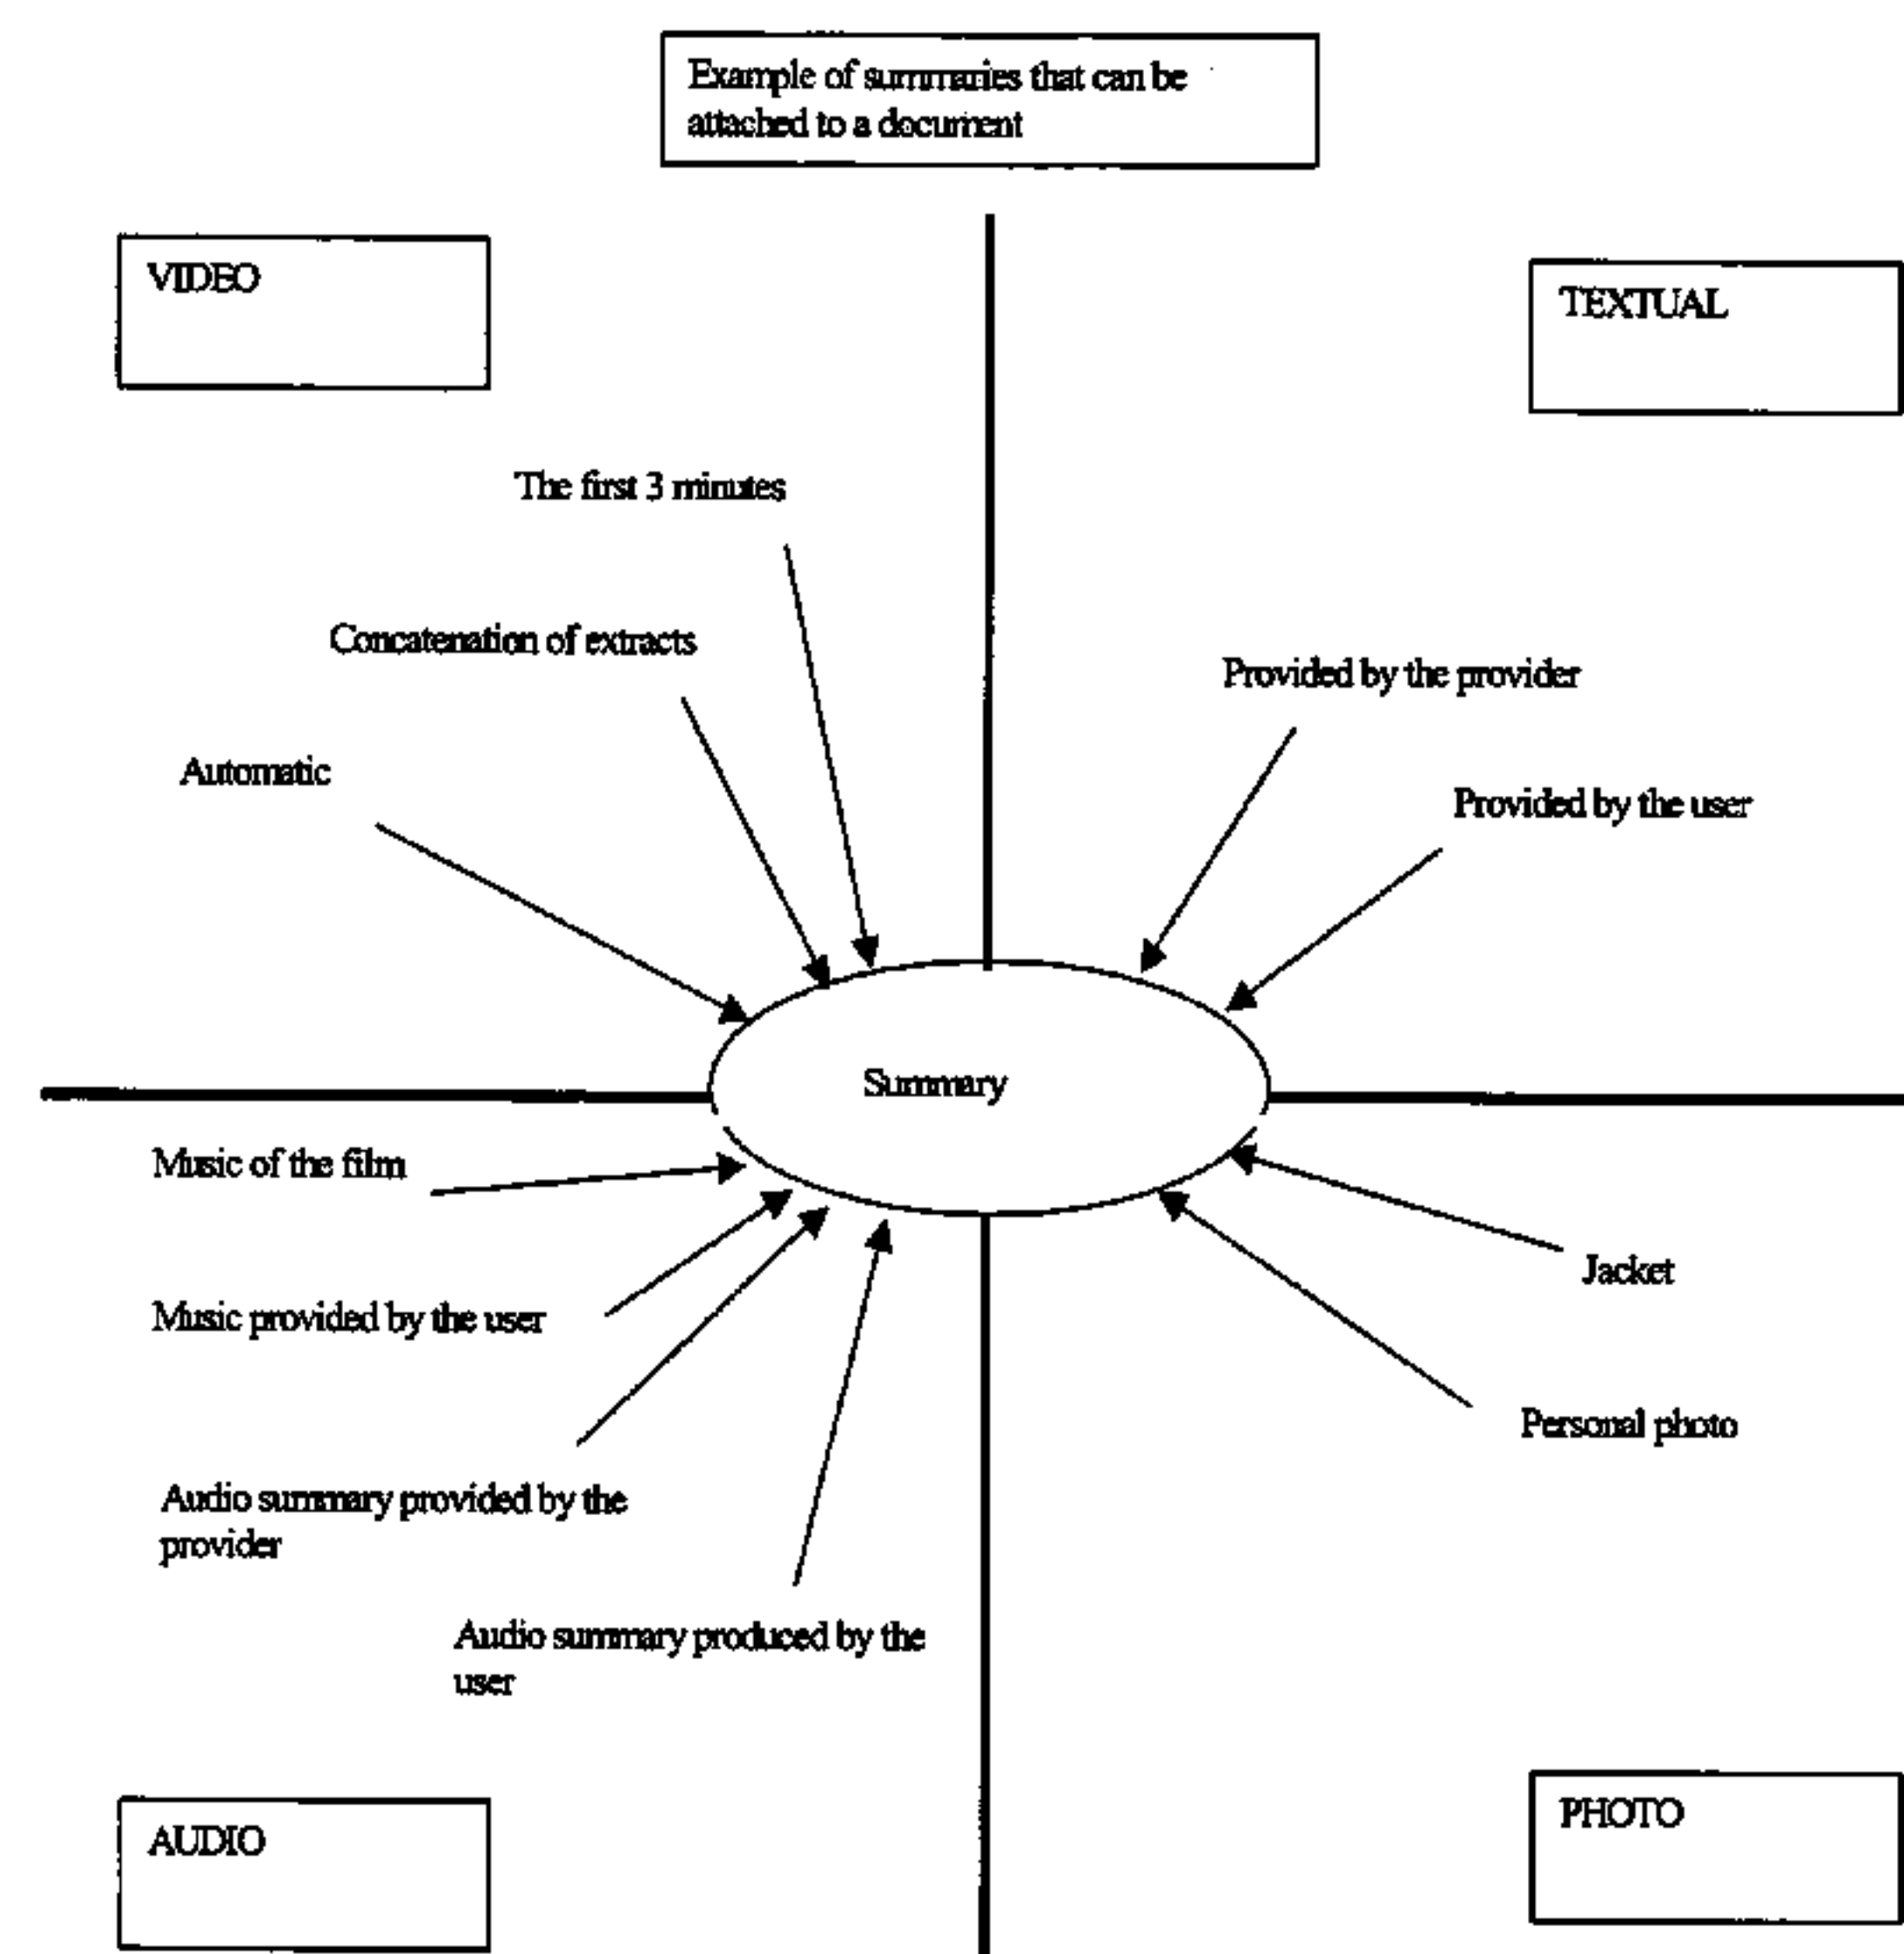 Example of summaries that can be
attached to a document
VIDEO
TEXTUAL
The first 3 minutes
Concatenation of extracts
Provided by the provider
Automatic
Provided by the user
Summary
Music of the film
Jacket
Music provided by the user
Personal photo
Audio summary provided by the
provider
Audio summary produced by the
user
PHOTO
AUDIO